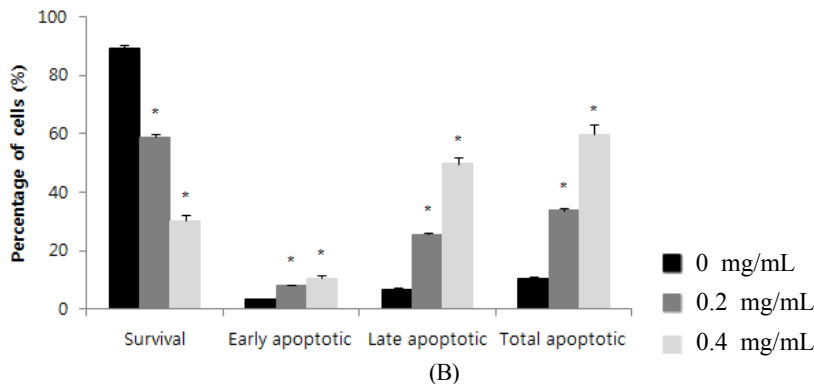 Percentage of cells (%)
100
80
60
40
20
0
* *
* *
* *
* *
Survival Early apoptotic Late apoptotic Total apoptotic
0 mg/mL
0.2 mg/mL
0.4 mg/mL
(B)